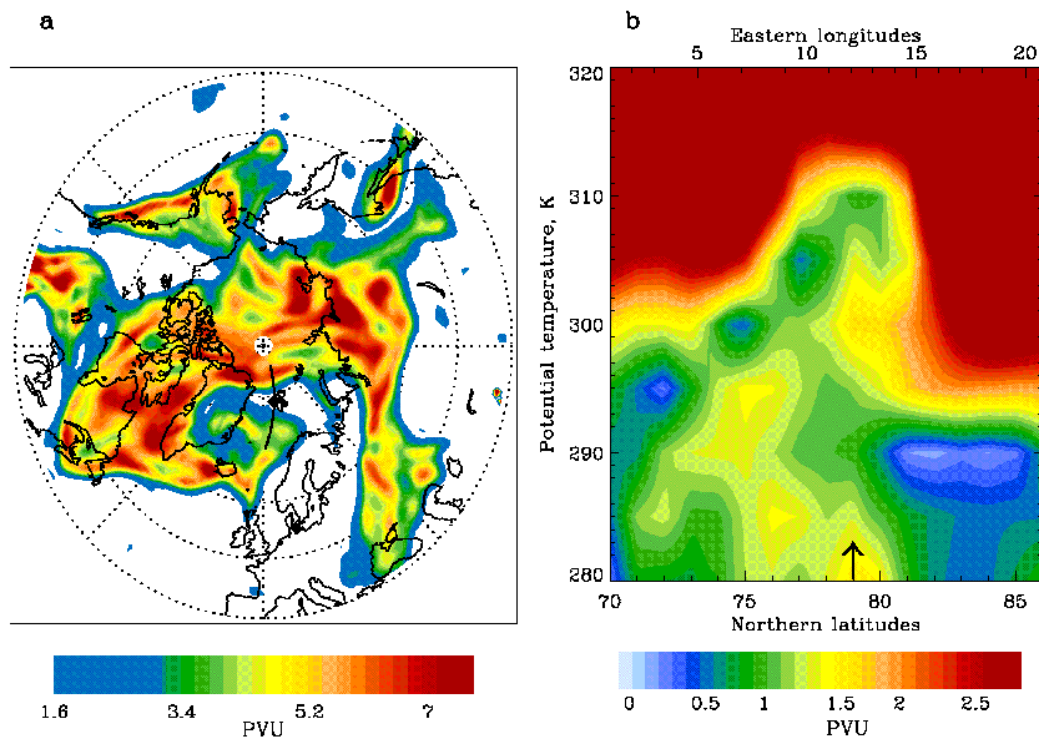 a
b
Eastern longitudes
5 10 15 20
Potential temperature, K
320
310
300
290
280
70 75 80 85
Northern latitudes
1.6 3.4 5.2 7
PVU
0 0.5 1 1.5 2 2.5
PVU